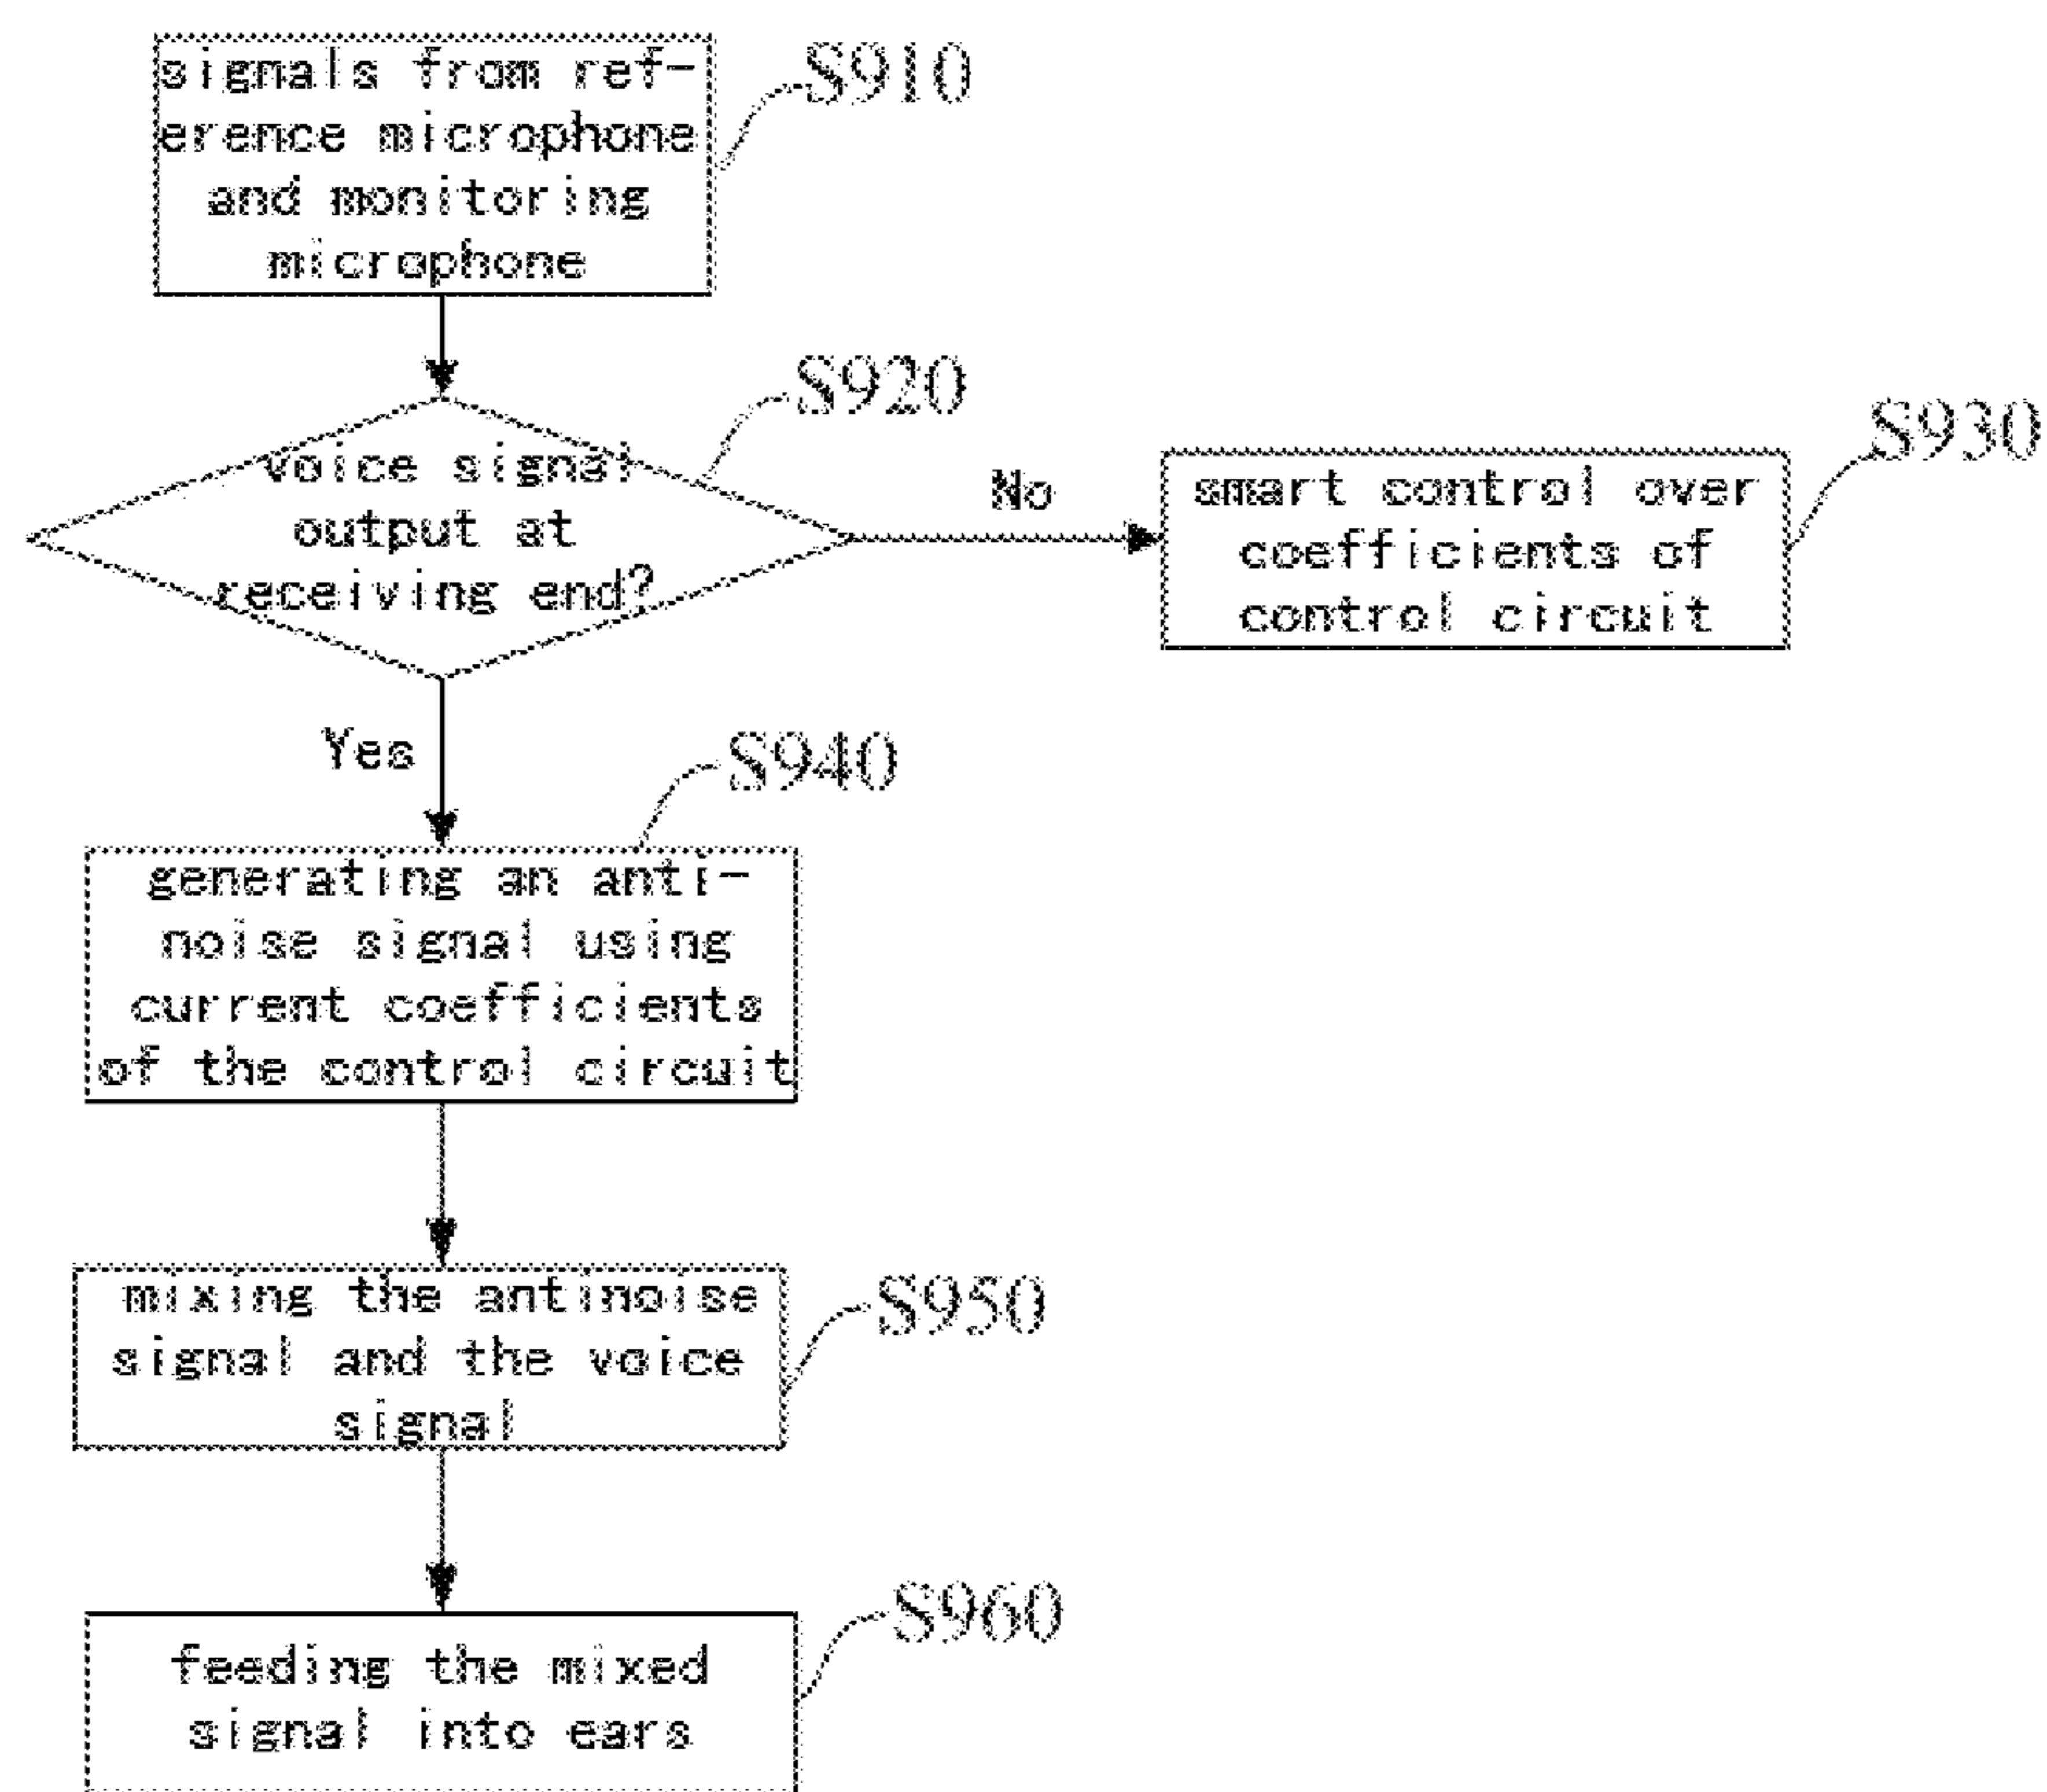 signals from ref-
erence microphone
and monitoring
microphone
S910
voice signal
output at
receiving end?
S920
No
smart control over
coefficients of
control circuit
S930
Yes
generating an anti-
noise signal using
current coefficients
of the control circuit
S940
mixing the antinoise
signal and the voice
signal
S950
feeding the mixed
signal into ears
S960